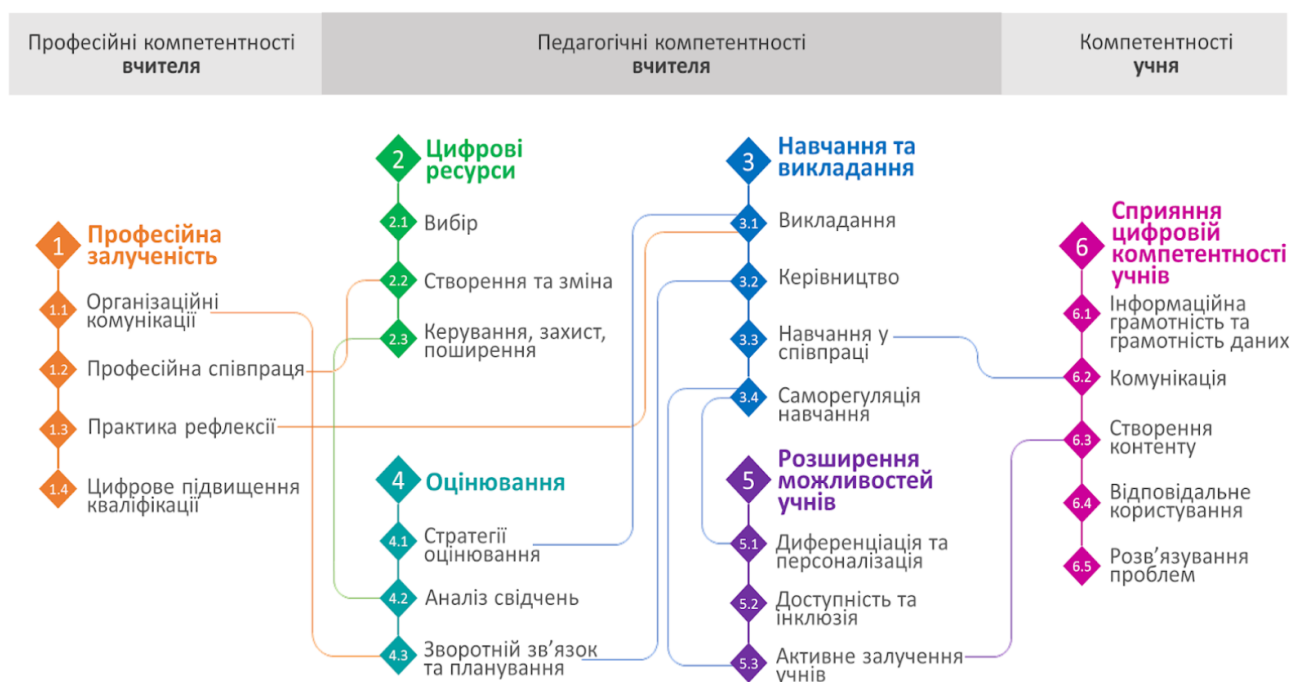 Професійні компетентності
вчителя
Педагогічні компетентності
вчителя
Компетентності
учня
1
Професійна
залученість
1.1
Організаційні
комунікації
1.2
Професійна співпраця
1.3
Практика рефлексії
1.4
Цифрове підвищення
кваліфікації
2
Цифрові
ресурси
2.1
Вибір
2.2
Створення та зміна
2.3
Керування, захист,
поширення
3
Навчання та
викладання
3.1
Викладання
3.2
Керівництво
3.3
Навчання у
співпраці
3.4
Саморегуляція
навчання
4
Оцінювання
4.1
Стратегії
оцінювання
4.2
Аналіз свідчень
4.3
Зворотній зв’язок
та планування
5
Розширення
можливостей
учнів
5.1
Диференціація та
персоналізація
5.2
Доступність та
інклюзія
5.3
Активне залучення
учнів
6
Сприяння
цифровій
компетентності
учнів
6.1
Інформаційна
грамотність та
грамотність даних
6.2
Комунікація
6.3
Створення
контенту
6.4
Відповідальне
користування
6.5
Розв’язування
проблем